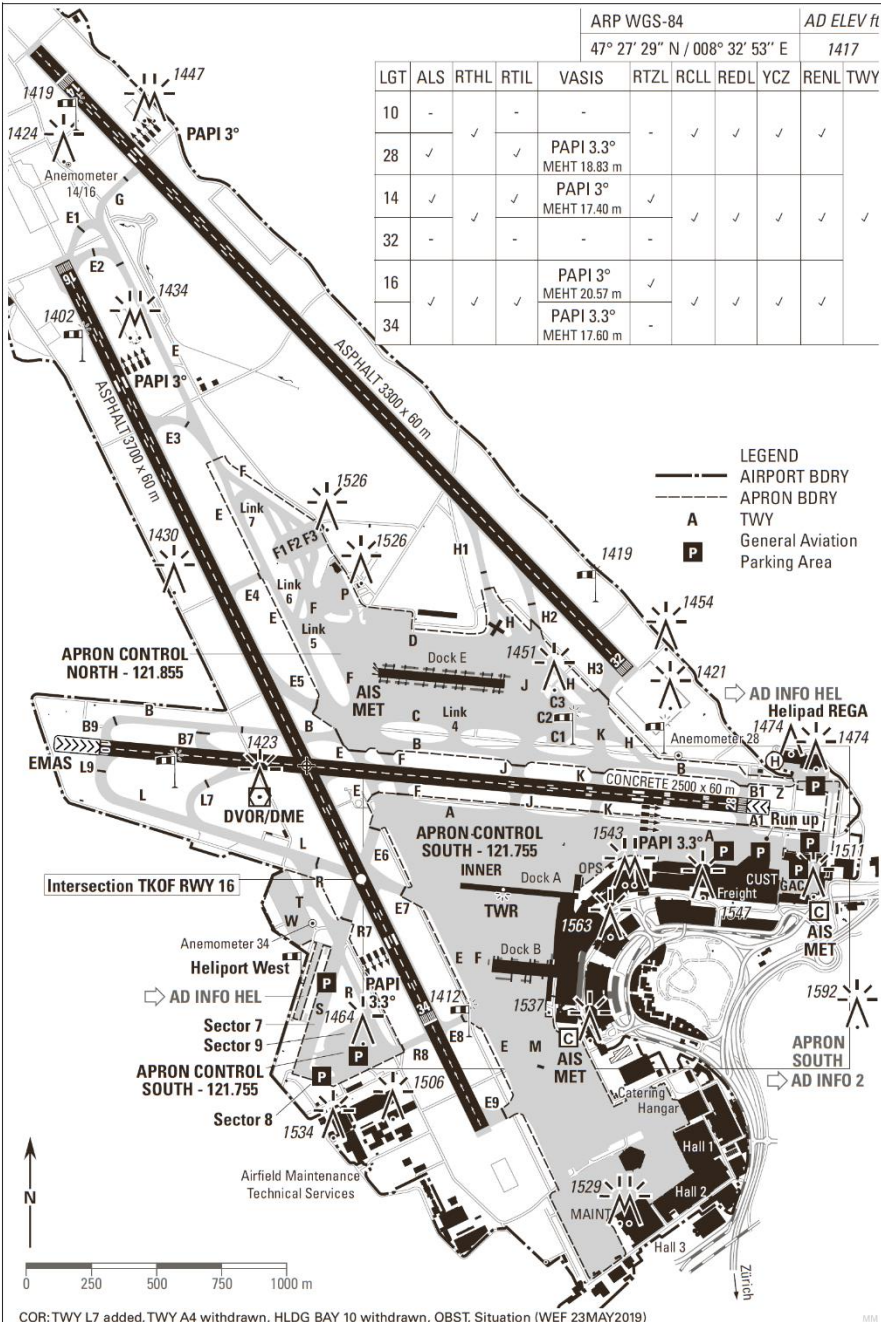 ARP WGS-84
AD ELEV ft
47° 27' 29" N / 008° 32' 53" E
1417
LGT ALS RTHL RTIL VASIS RTZL RCLL REDL YCZ RENL TWY
10 - ✓ - - - ✓ ✓ ✓ ✓ ✓
28 ✓ ✓ PAPI 3.3°
MEHT 18.83 m
14 ✓ ✓ ✓ PAPI 3° ✓ ✓ ✓ ✓ ✓
MEHT 17.40 m
32 - - - -
16 ✓ ✓ ✓ PAPI 3° ✓ ✓ ✓ ✓ ✓
MEHT 20.57 m
34 PAPI 3.3° -
MEHT 17.60 m
1447
1419
14
1424
PAPI 3°
Anemometer
14/16
G
E1
E2
16
1434
1402
E
PAPI 3°
ASPHALT 3300 x 60 m
ASPHALT 3700 x 60 m
E3
LEGEND
AIRPORT BDRY
APRON BDRY
A TWY
P General Aviation
Parking Area
F
Link
7
E
1526
F1 F2 F3
1526
1430
H1
1419
E4
Link
6
E
F
P
Link
5
H
H2
1454
D
32
APRON CONTROL
NORTH - 121.855
Dock E
1451
H3
1421
E5
F
AIS
MET
J
H
C3
C2
C1
C
Link
4
K
H
AD INFO HEL
Helipad REGA
1474
1474
H
Anemometer 28
B
B9
B7
1423
B
E
B
F
J
K
B
EMAS
L9
CONCRETE 2500 x 60 m
28
B1
Z
P
L
L7
DVOR/DME
E
F
A
J
K
A1
Run up
APRON CONTROL
SOUTH - 121.755
1543
PAPI 3.3°
A
P
P
P
1511
L
E6
INNER
Dock A
OPS
CUST
GAC
P
Intersection TKOF RWY 16
R
TWR
Freight
1547
C
AIS
MET
T
W
E7
1563
Anemometer 34
R7
Dock B
Heliport West
E
F
PAPI
3.3°
AD INFO HEL
P
S
R
34
1412
1537
1592
Sector 7
1464
Sector 9
E8
C
AIS
MET
APRON
SOUTH
AD INFO 2
APRON CONTROL
SOUTH - 121.755
P
P
R8
E
M
Sector 8
1506
E9
Catering
Hangar
1534
Hall 1
Airfield Maintenance
Technical Services
1529
MAINT
Hall 2
Hall 3
N
Zürich
0 500 1000 m
COR: TWY L7 added, TWY A4 withdrawn, HLDG BAY 10 withdrawn, OBST, Situation (WEF 23MAY2019)
MM